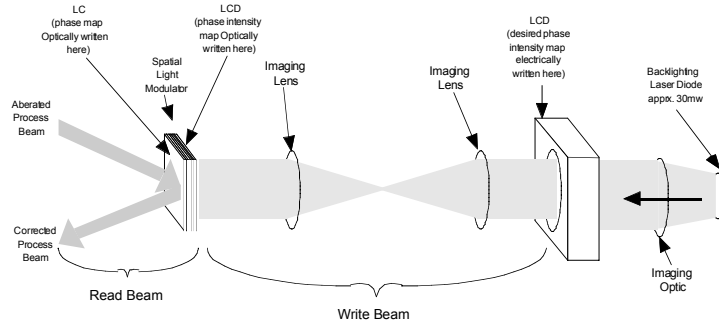 LC
(phase map
Optically written
here)
LCD
(phase intensity
map Optically
written here)
Spatial
Light
Modulator
Imaging
Lens
Imaging
Lens
LCD
(desired phase
intensity map
electrically
written here)
Backlighting
Laser Diode
apprx. 30mw
Aberated
Process
Beam
Corrected
Process
Beam
Imaging
Optic
Read Beam
Write Beam